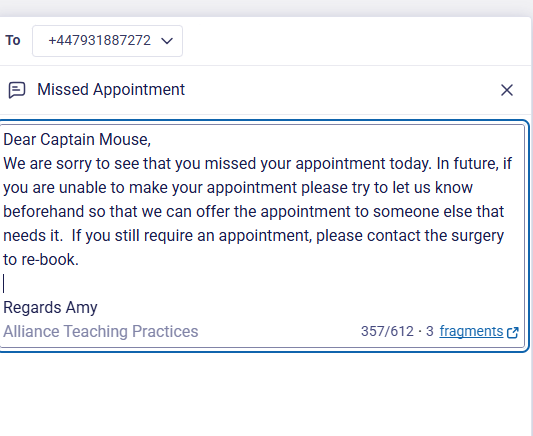 To +447931887272
Missed Appointment
Dear Captain Mouse,
We are sorry to see that you missed your appointment today. In future, if
you are unable to make your appointment please try to let us know
beforehand so that we can offer the appointment to someone else that
needs it.  If you still require an appointment, please contact the surgery
to re-book.
Regards Amy
Alliance Teaching Practices 357/612 · 3 fragments